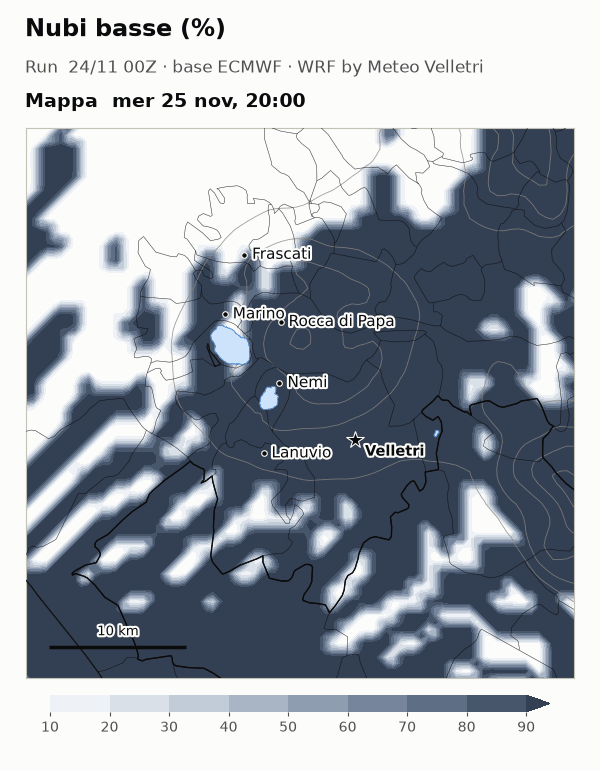 Nubi basse (%)
Run  24/11 00Z · base ECMWF · WRF by Meteo Velletri
Mappa  mer 25 nov, 20:00
Frascati
Marino
Rocca di Papa
Nemi
Lanuvio
Velletri
10 km
10 20 30 40 50 60 70 80 90